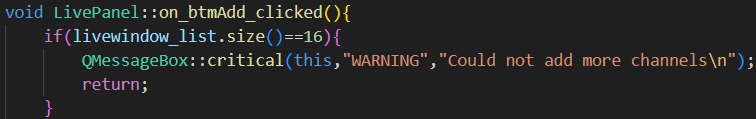 void LivePanel::on_btmAdd_clicked(){
    if(livewindow_list.size()==16){
        QMessageBox::critical(this,"WARNING","Could not add more channels\n");
        return;
    }